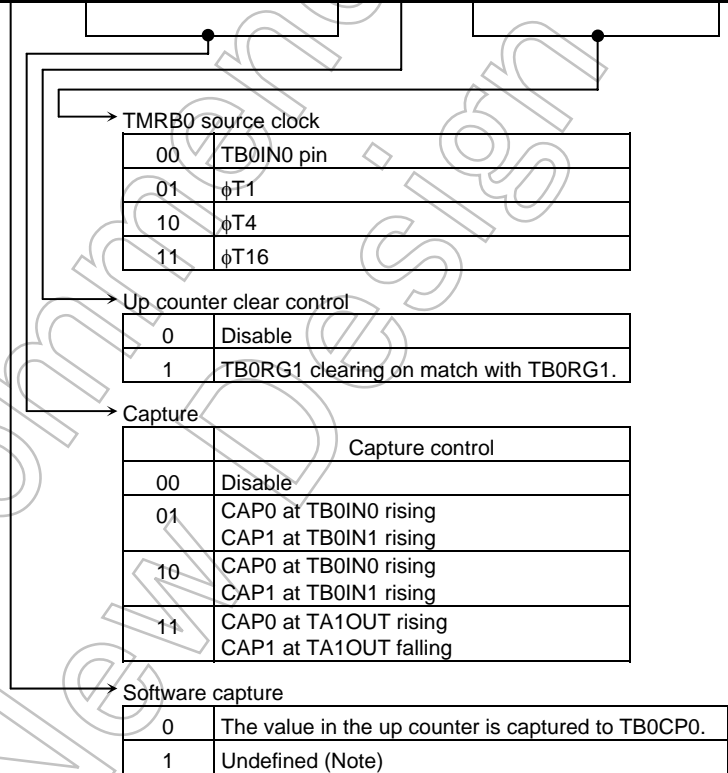 TMRB0 source clock
00 TB0IN0 pin
01 ϕT1
10 ϕT4
11 ϕT16
Up counter clear control
0 Disable
1 TB0RG1 clearing on match with TB0RG1.
Capture
Capture control
00 Disable
01 CAP0 at TB0IN0 rising
CAP1 at TB0IN1 rising
10 CAP0 at TB0IN0 rising
CAP1 at TB0IN1 rising
11 CAP0 at TA1OUT rising
CAP1 at TA1OUT falling
Software capture
0 The value in the up counter is captured to TB0CP0.
1 Undefined (Note)